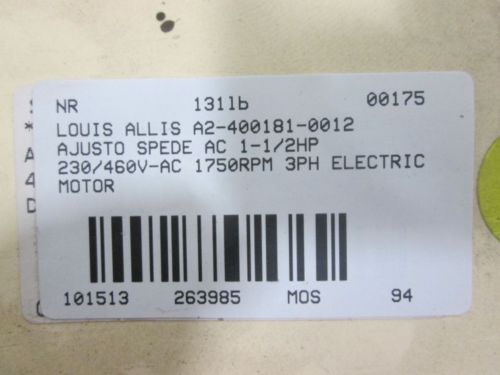 NR 131lb 00175
LOUIS ALLIS A2-400181-0012
AJUSTO SPEDE AC 1-1/2HP
230/460V-AC 1750RPM 3PH ELECTRIC
MOTOR
101513 263985 MOS 94